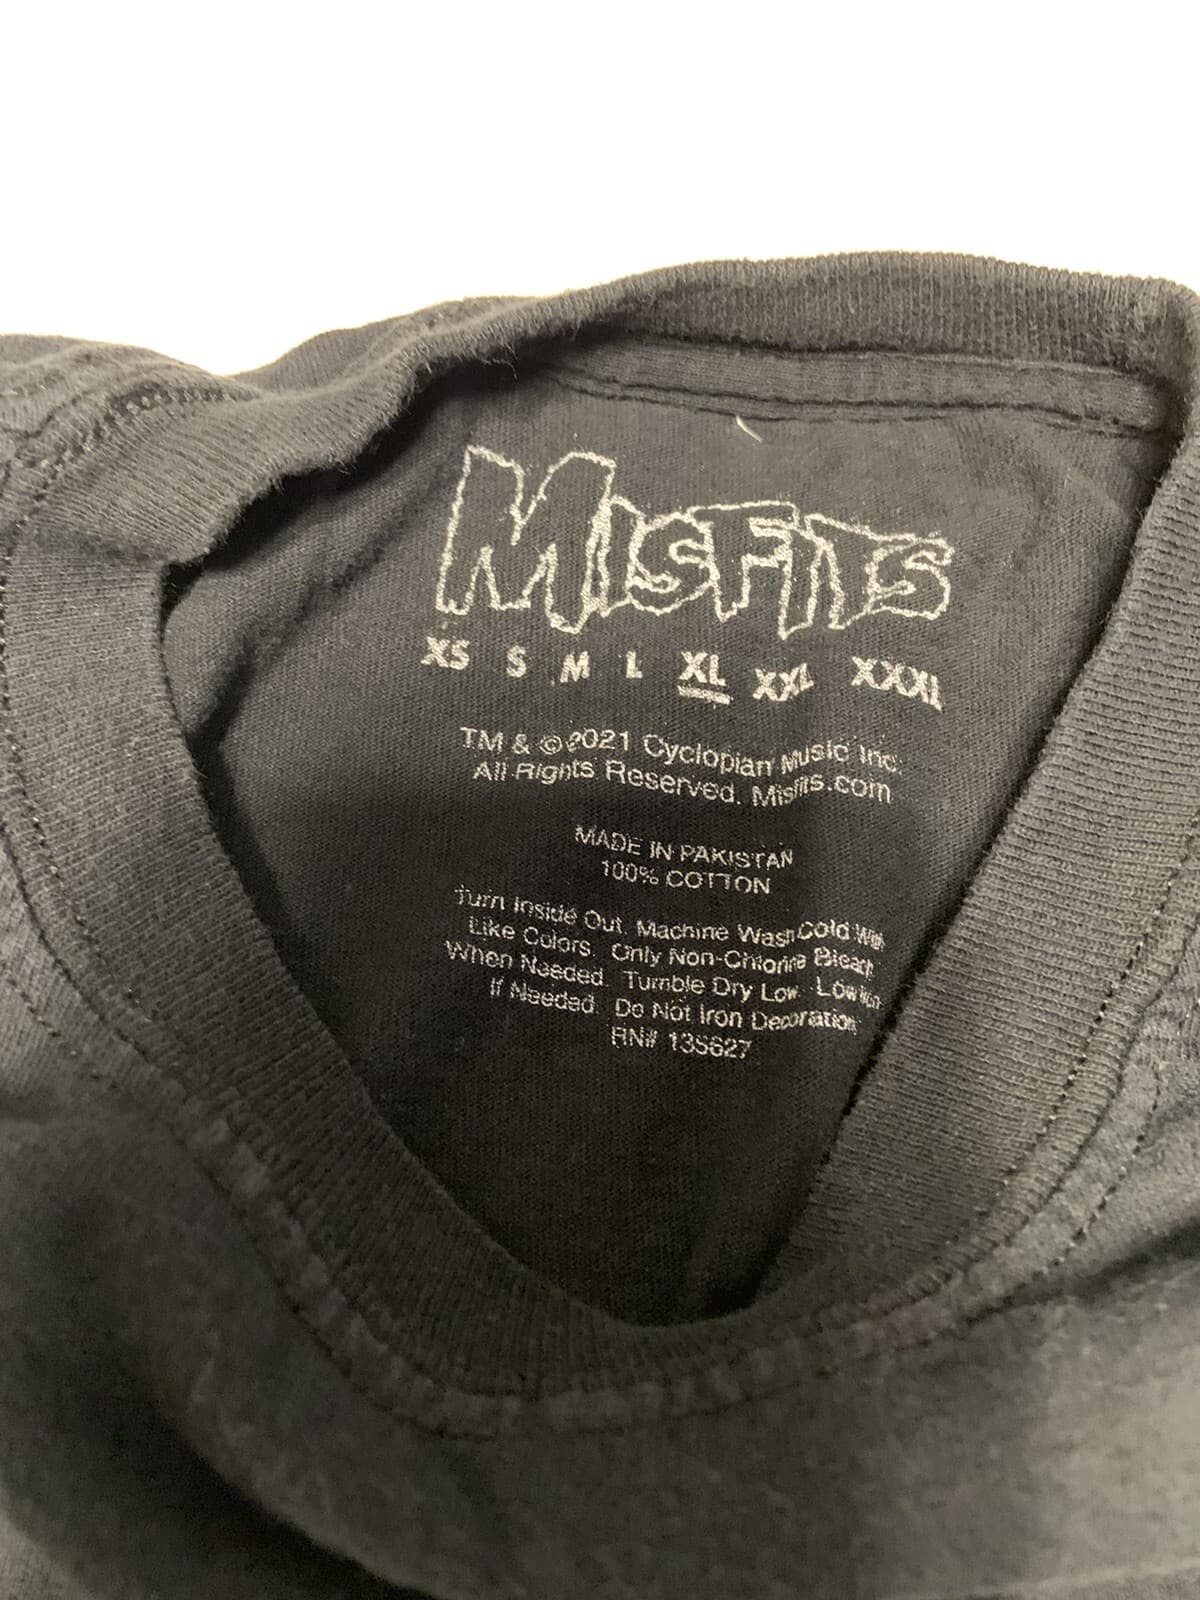 MISFITS
XS S M L XL XXL XXXL
TM & ©2021 Cyclopian Music Inc.
All Rights Reserved. Misfits.com
MADE IN PAKISTAN
100% COTTON
Turn Inside Out. Machine Wash Cold With
Like Colors. Only Non-Chlorine Bleach
When Needed. Tumble Dry Low. Low Iron
If Needed. Do Not Iron Decoration
RN# 135627